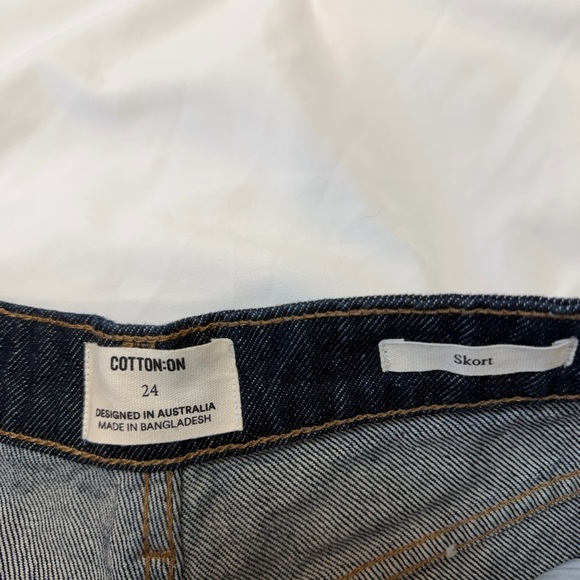 COTTON:ON
24
DESIGNED IN AUSTRALIA
MADE IN BANGLADESH
Skort